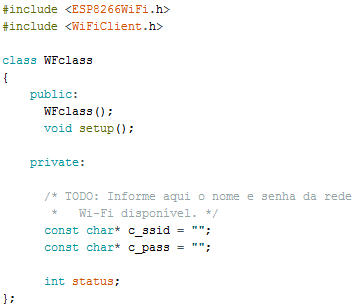 #include <ESP8266WiFi.h>
#include <WiFiClient.h>
class WFclass
{
public:
WFclass();
void setup();
private:
/* TODO: Informe aqui o nome e senha da rede
* Wi-Fi disponível. */
const char* c_ssid = "";
const char* c_pass = "";
int status;
};